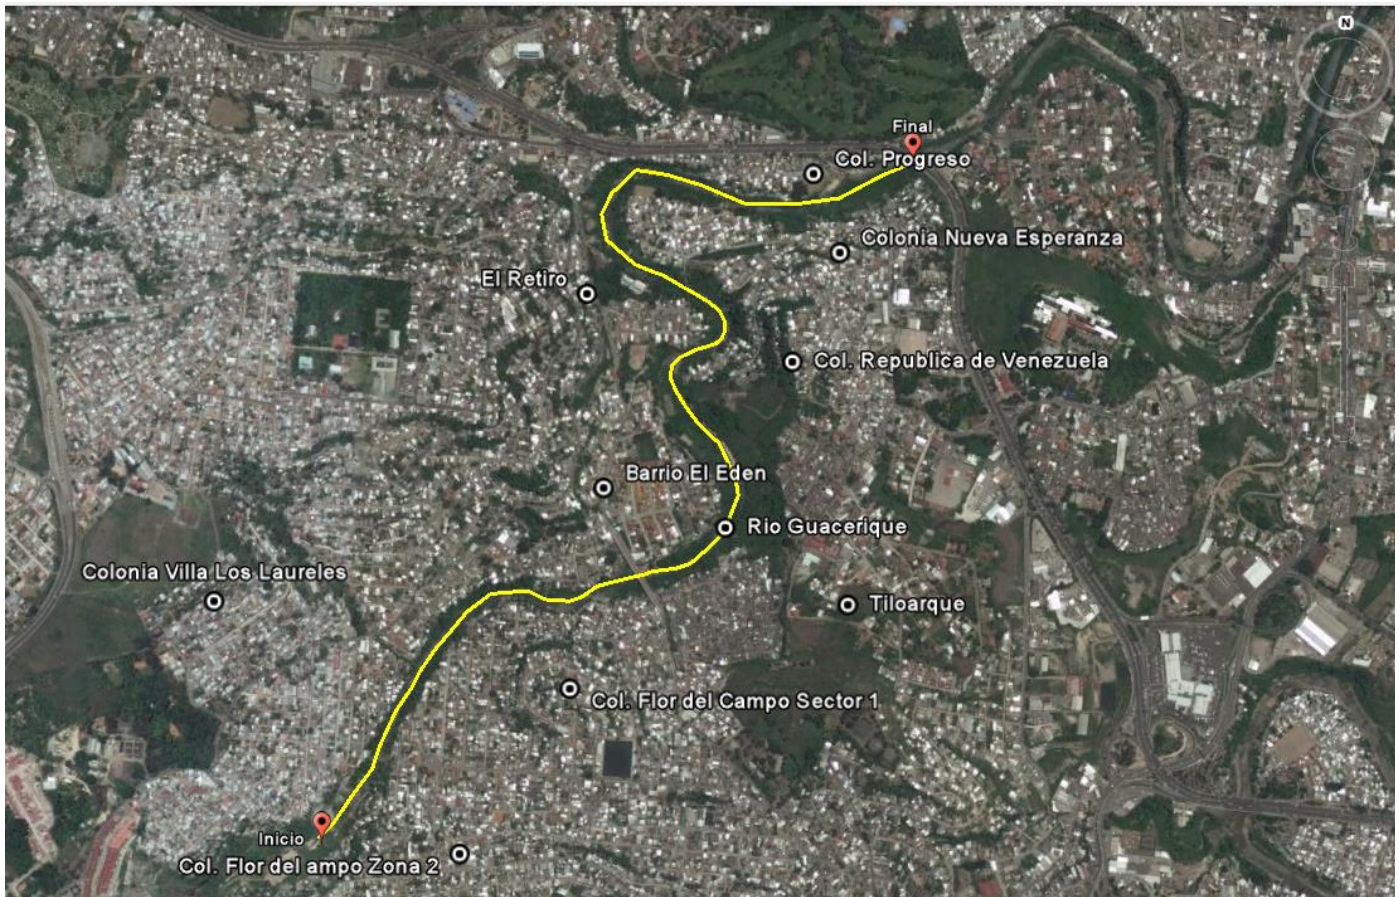 N
Final
Col. Progreso
Colonia Nueva Esperanza
El Retiro
Col. Republica de Venezuela
Barrio El Eden
Rio Guacerique
Colonia Villa Los Laureles
Tiloarque
Col. Flor del Campo Sector 1
Inicio
Col. Flor del ampo Zona 2